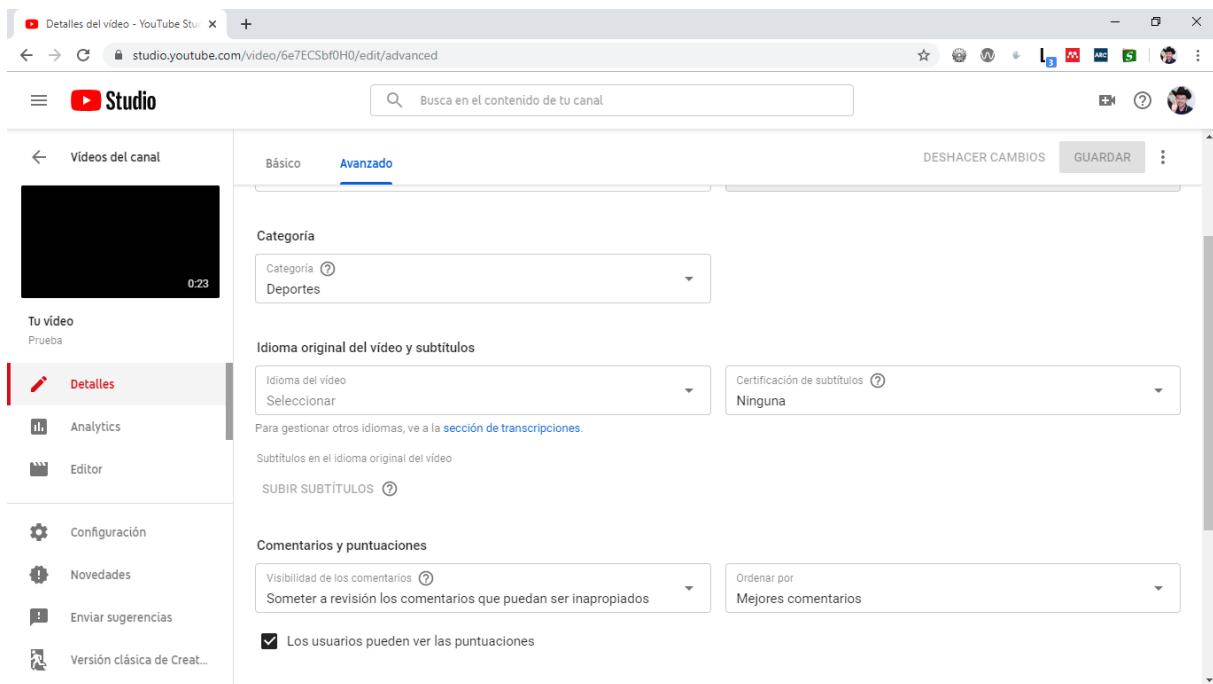 Detalles del vídeo - YouTube Stu
studio.youtube.com/video/6e7ECSbf0H0/edit/advanced
3
ARC
S
Studio
Busca en el contenido de tu canal
Vídeos del canal
Básico
Avanzado
DESHACER CAMBIOS
GUARDAR
0:23
Tu vídeo
Prueba
Detalles
Analytics
Editor
Configuración
Novedades
Enviar sugerencias
Versión clásica de Creat...
Categoría
Categoría
Deportes
Idioma original del vídeo y subtítulos
Idioma del vídeo
Seleccionar
Certificación de subtítulos
Ninguna
Para gestionar otros idiomas, ve a la sección de transcripciones.
Subtítulos en el idioma original del vídeo
SUBIR SUBTÍTULOS
Comentarios y puntuaciones
Visibilidad de los comentarios
Someter a revisión los comentarios que puedan ser inapropiados
Ordenar por
Mejores comentarios
Los usuarios pueden ver las puntuaciones